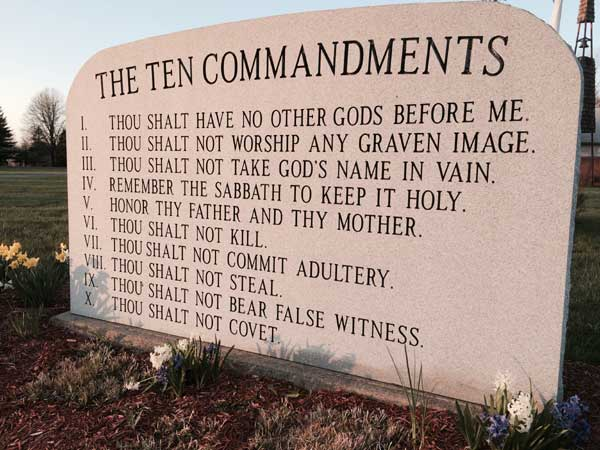 THE TEN COMMANDMENTS
I. THOU SHALT HAVE NO OTHER GODS BEFORE ME.
II. THOU SHALT NOT WORSHIP ANY GRAVEN IMAGE.
III. THOU SHALT NOT TAKE GOD'S NAME IN VAIN.
IV. REMEMBER THE SABBATH TO KEEP IT HOLY.
V. HONOR THY FATHER AND THY MOTHER.
VI. THOU SHALT NOT KILL.
VII. THOU SHALT NOT COMMIT ADULTERY.
VIII. THOU SHALT NOT STEAL.
IX. THOU SHALT NOT BEAR FALSE WITNESS.
X. THOU SHALT NOT COVET.